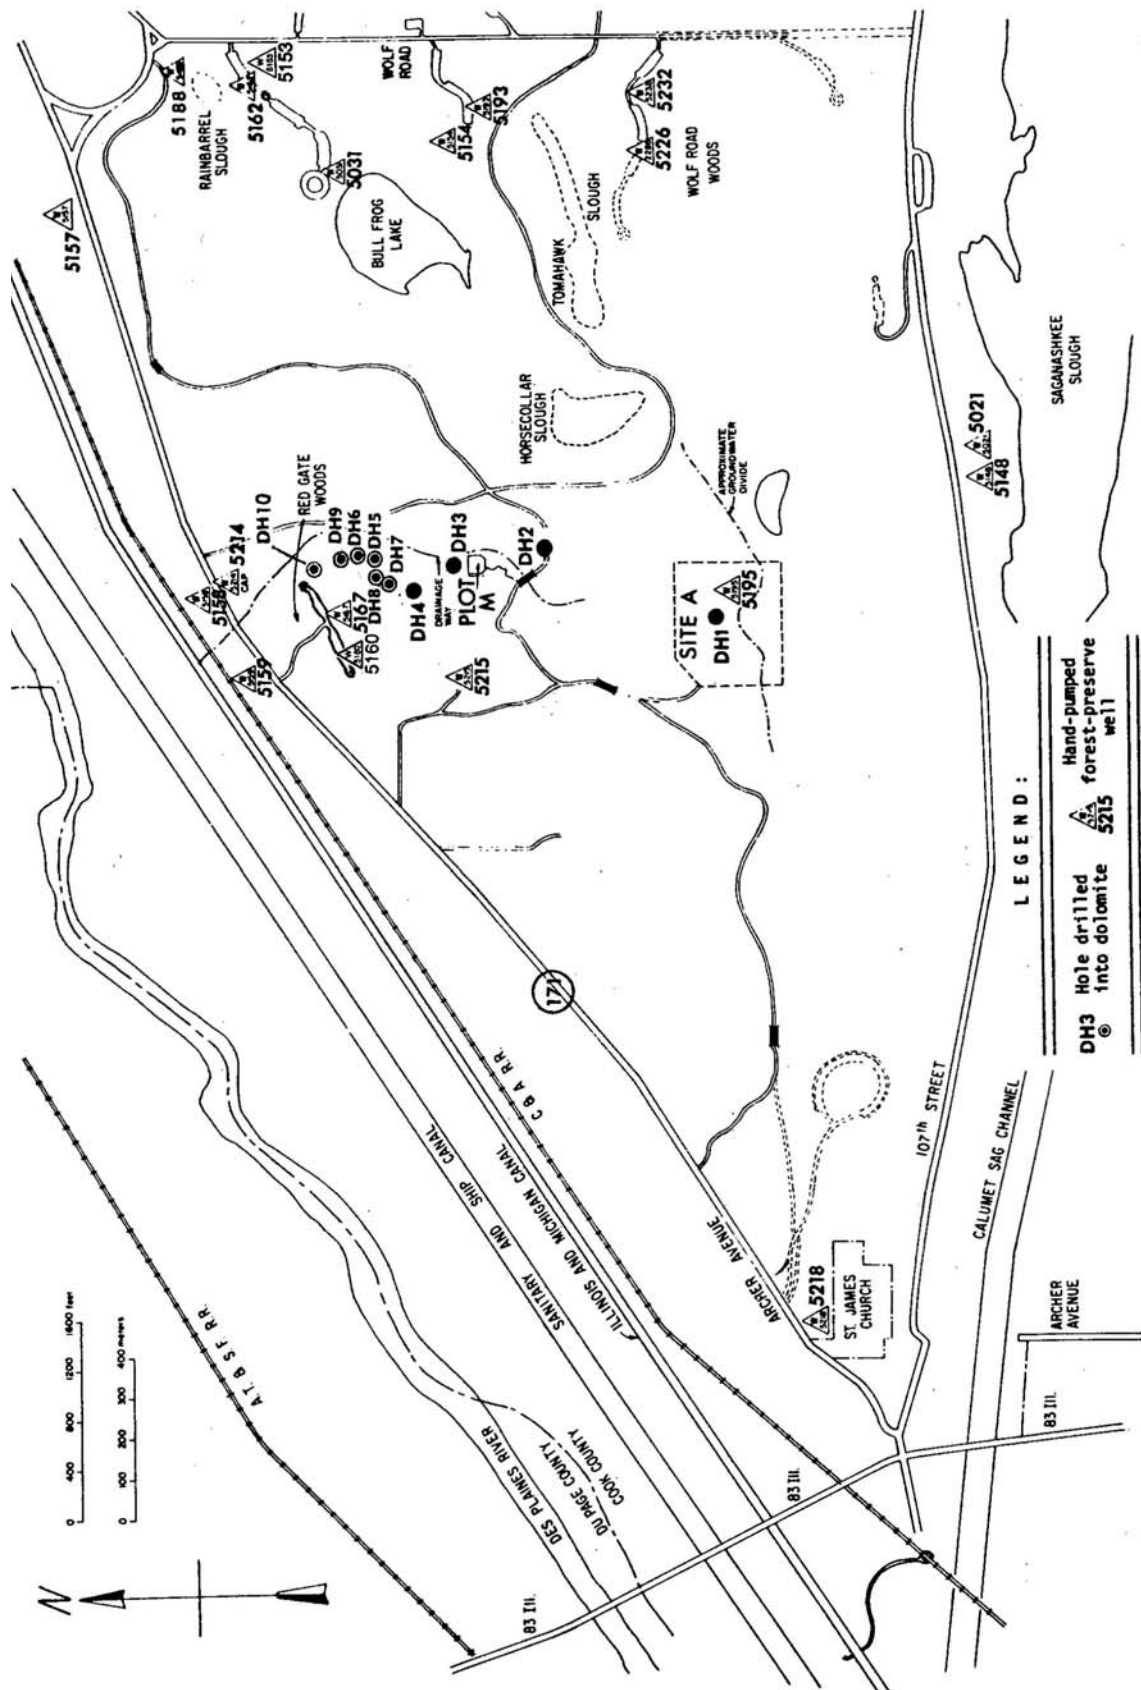 N
0 400 800 1200 1600 feet
0 100 200 300 400 meters
A.T. & S.F. R.R.
DES PLAINES RIVER
DU PAGE COUNTY
COOK COUNTY
SANITARY AND SHIP CANAL
ILLINOIS AND MICHIGAN CANAL
C & A R.R.
83 Ill.
83 Ill.
83 Ill.
ARCHER AVENUE
171
5218
ST. JAMES
CHURCH
107th STREET
CALUMET SAG CHANNEL
ARCHER
AVENUE
5157
5188
RAINBARREL
SLOUGH
5162
5153
5031
BULL FROG
LAKE
WOLF
ROAD
5154
5193
TOMAHAWK
SLOUGH
5226
5232
WOLF ROAD
WOODS
HORSECOLLAR
SLOUGH
5158
5214
CAP
5159
DH10
RED GATE
WOODS
DH9
DH6
DH5
DH7
DH8
5167
5160
DH4
DRAINAGE
WAY
DH3
PLOT
M
DH2
5215
APPROXIMATE
GROUNDWATER
DIVIDE
SITE A
DH1
5195
5021
5148
SAGANASHKEE
SLOUGH
LEGEND:
DH3 Hole drilled
into dolomite
5215 Hand-pumped
forest-preserve
well